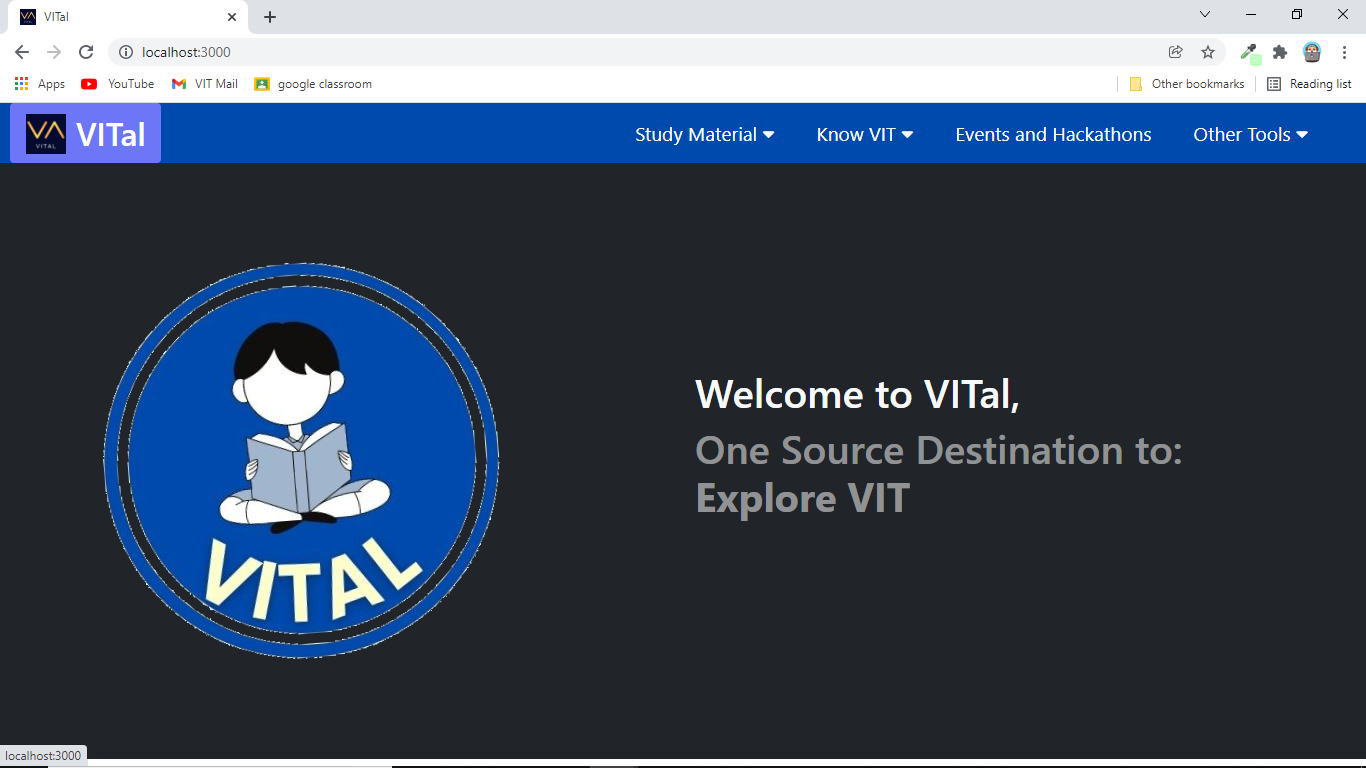 VITal
localhost:3000
Apps YouTube VIT Mail google classroom Other bookmarks Reading list
VA
VITAL
VITal Study Material Know VIT Events and Hackathons Other Tools
Welcome to VITal,
One Source Destination to:
Explore VIT
VITAL
localhost:3000